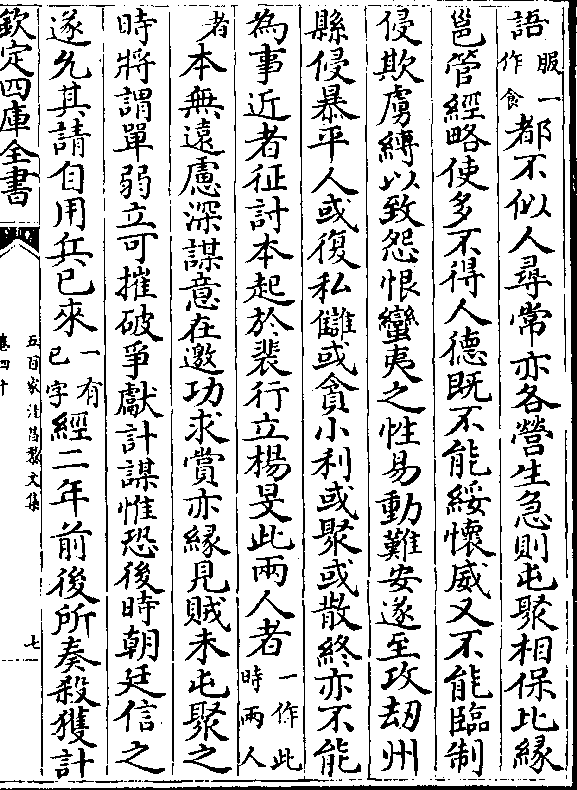 語服一作食都不似人尋常亦各營生急則屯聚相保比緣
邕管經略使多不得人德既不能綏懷威又不能臨制
侵欺虜縛以致怨恨蠻夷之性易動難安遂至攻刼州
縣侵暴平人或復私讎或貪小利或聚或散終亦不能
為事近者征討本起於裴行立楊旻此兩人者一作此時兩人
者本無遠慮深謀意在邀功求賞亦緣見賊未屯聚之
時將謂單弱立可摧破爭獻計謀惟恐後時朝廷信之
遂允其請自用兵已來一有已字經二年前後所奏殺獲計
欽定四庫全書
五百家注昌黎文集
卷四十
七